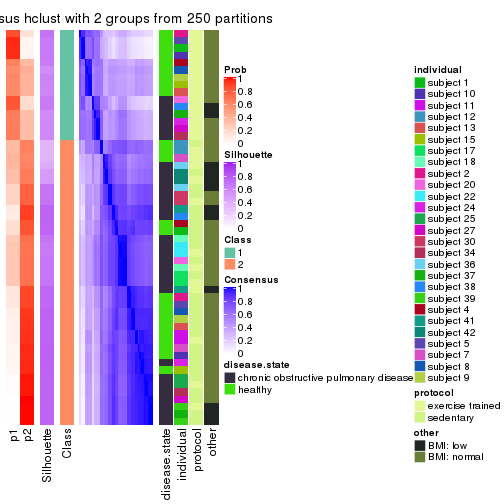 sus hclust with 2 groups from 250 partitions
p1
p2
Silhouette
Class
disease.state
individual
protocol
other
Prob
1
0.8
0.6
0.4
0.2
0
Silhouette
1
0.8
0.6
0.4
0.2
0
Class
1
2
Consensus
1
0.8
0.6
0.4
0.2
0
disease.state
chronic obstructive pulmonary disease
healthy
individual
subject 1
subject 10
subject 11
subject 12
subject 13
subject 15
subject 17
subject 18
subject 2
subject 20
subject 22
subject 24
subject 25
subject 27
subject 30
subject 34
subject 36
subject 37
subject 38
subject 39
subject 4
subject 41
subject 42
subject 5
subject 7
subject 8
subject 9
protocol
exercise trained
sedentary
other
BMI: low
BMI: normal